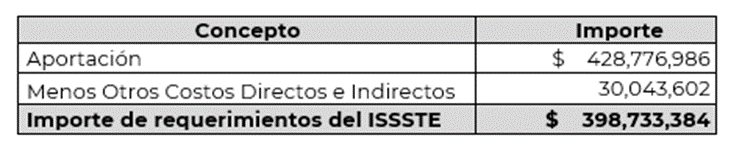 Concepto Importe
Aportación $ 428,776,986
Menos Otros Costos Directos e Indirectos 30,043,602
Importe de requerimientos del ISSSTE $ 398,733,384